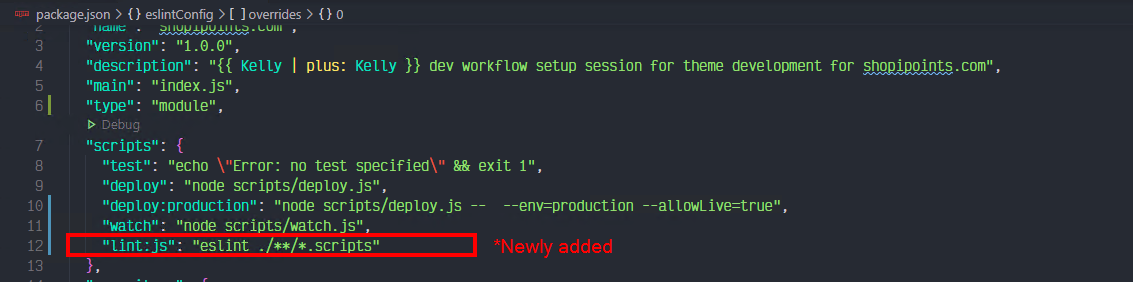 package.json > {} eslintConfig > [ ] overrides > {} 0
2 "name": "shopipoints.com",
3 "version": "1.0.0",
4 "description": "{{ Kelly | plus: Kelly }} dev workflow setup session for theme development for shopipoints.com",
5 "main": "index.js",
6 "type": "module",
Debug
7 "scripts": {
8 "test": "echo \"Error: no test specified\" && exit 1",
9 "deploy": "node scripts/deploy.js",
10 "deploy:production": "node scripts/deploy.js -- --env=production --allowLive=true",
11 "watch": "node scripts/watch.js",
12 "lint:js": "eslint ./**/*.scripts" *Newly added
13 },